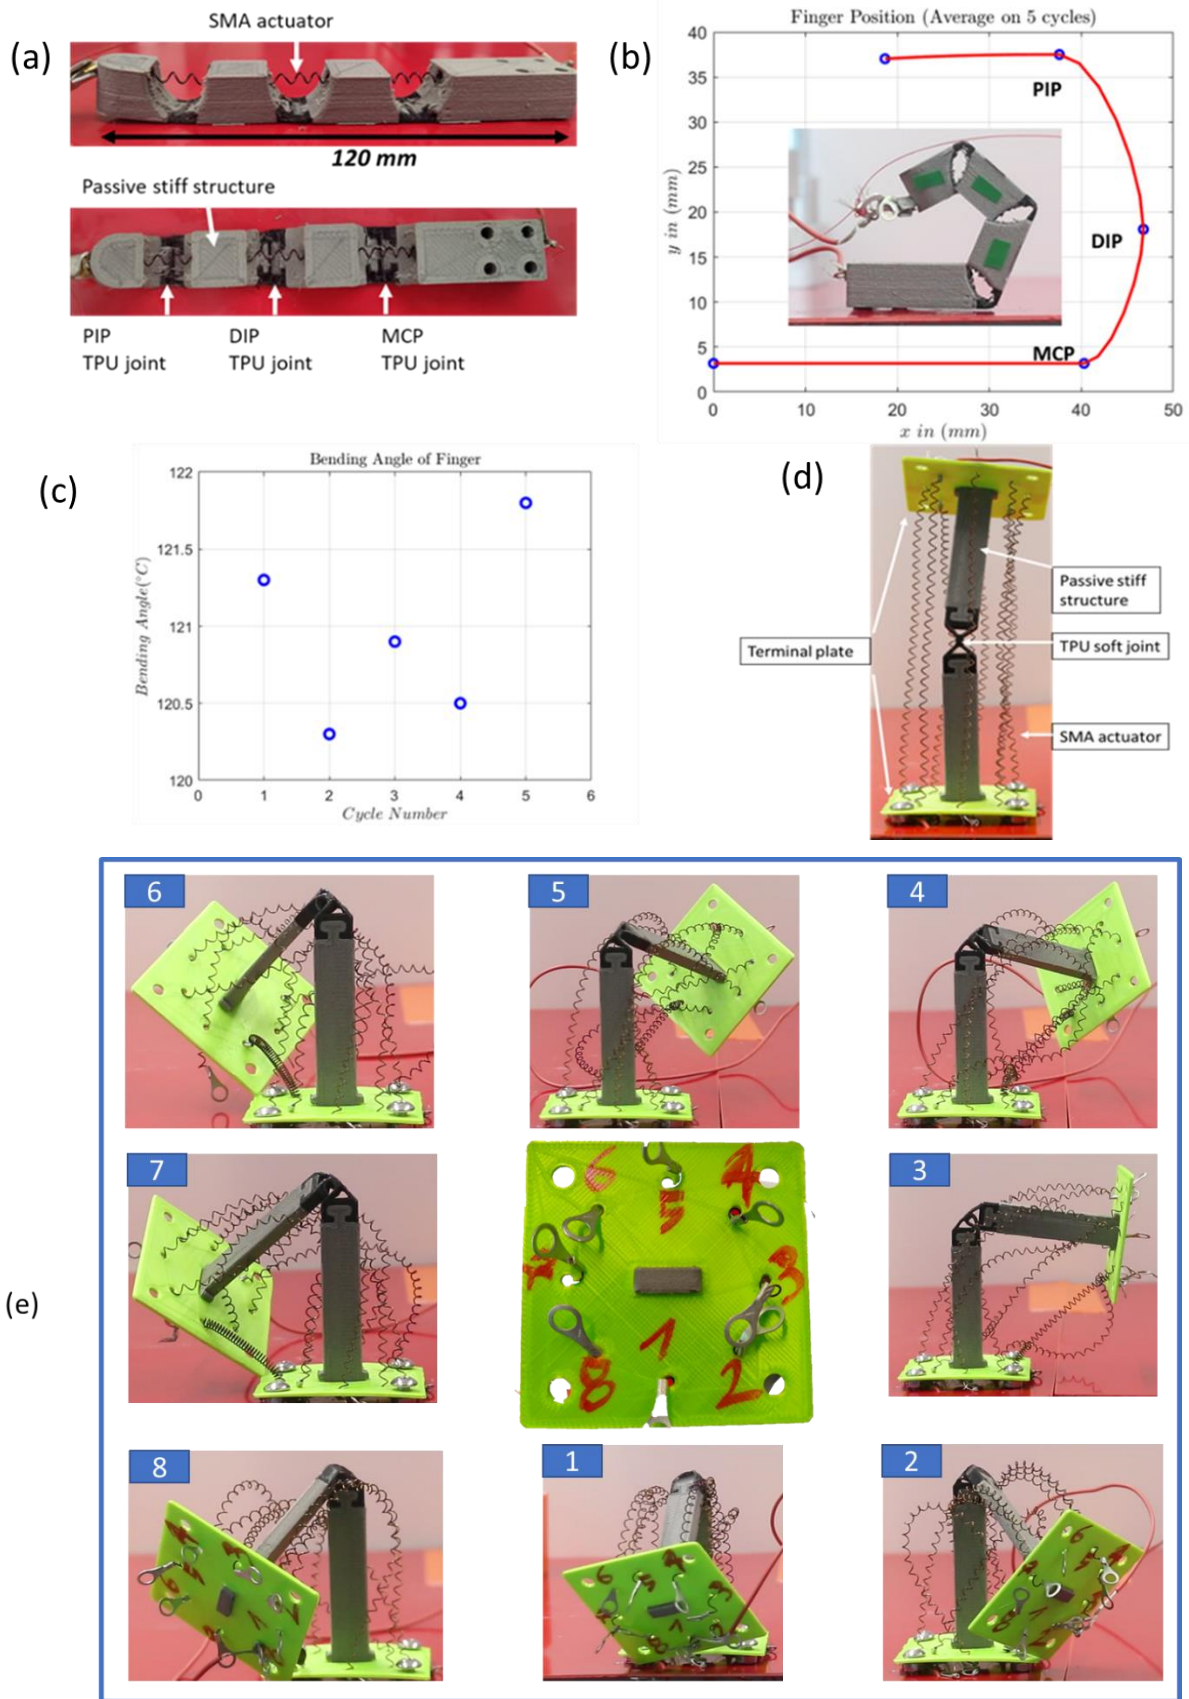 (a)
SMA actuator
120 mm
Passive stiff structure
PIP
TPU joint
DIP
TPU joint
MCP
TPU joint
(b)
Finger Position (Average on 5 cycles)
40
35
30
25
20
15
10
5
0
y in (mm)
PIP
DIP
MCP
0
10
20
30
40
50
x in (mm)
(c)
Bending Angle of Finger
122
121.5
121
120.5
120
Bending Angle(°C)
0
1
2
3
4
5
6
Cycle Number
(d)
Passive stiff
structure
Terminal plate
TPU soft joint
SMA actuator
(e)
6
5
4
7
6
5
4
7
3
1
8
2
3
8
1
2